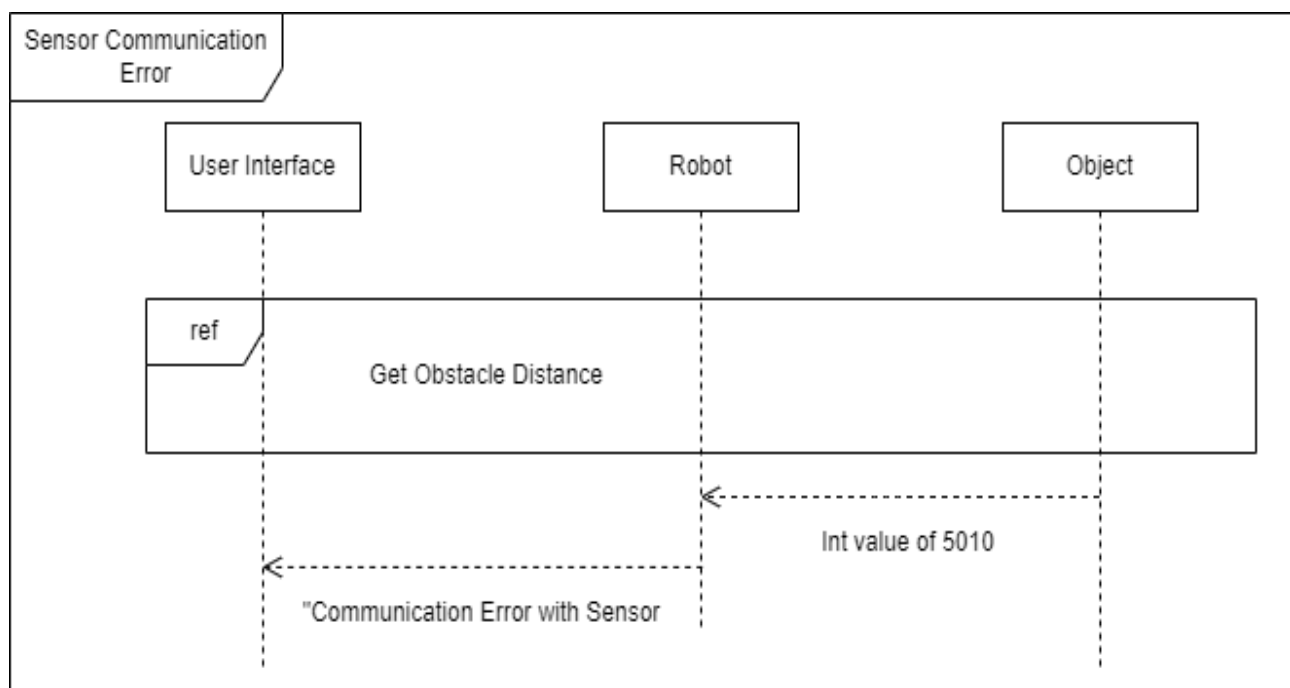 Sensor Communication
Error
User Interface
Robot
Object
ref
Get Obstacle Distance
Int value of 5010
"Communication Error with Sensor